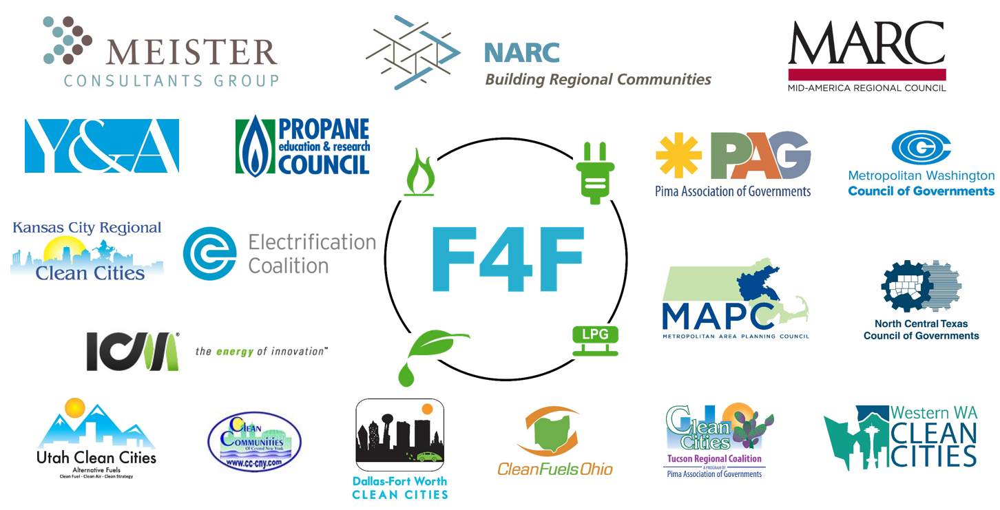 MEISTER
CONSULTANTS GROUP
NARC
Building Regional Communities
MARC
MID-AMERICA REGIONAL COUNCIL
Y&A
PROPANE
education & research
COUNCIL
PAG
Pima Association of Governments
Metropolitan Washington
Council of Governments
Kansas City Regional
Clean Cities
Electrification
Coalition
F4F
MAPC
METROPOLITAN AREA PLANNING COUNCIL
North Central Texas
Council of Governments
ICM®
the energy of innovation™
LPG
Utah Clean Cities
Alternative Fuels
Clean Fuel - Clean Air - Clean Strategy
CLEAN
COMMUNITIES
Of Central New York
www.cc-cny.com
Dallas-Fort Worth
CLEAN CITIES
CleanFuelsOhio
Clean
Cities
Tucson Regional Coalition
A PROGRAM OF
Pima Association of Governments
Western WA
CLEAN
CITIES